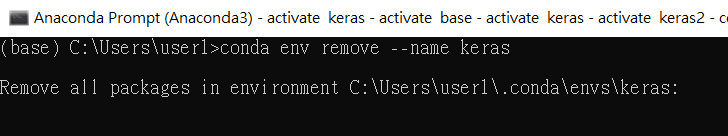 Anaconda Prompt (Anaconda3) - activate keras - activate base - activate keras - activate keras2 - c
(base) C:\Users\user1>conda env remove --name keras
Remove all packages in environment C:\Users\user1\.conda\envs\keras: